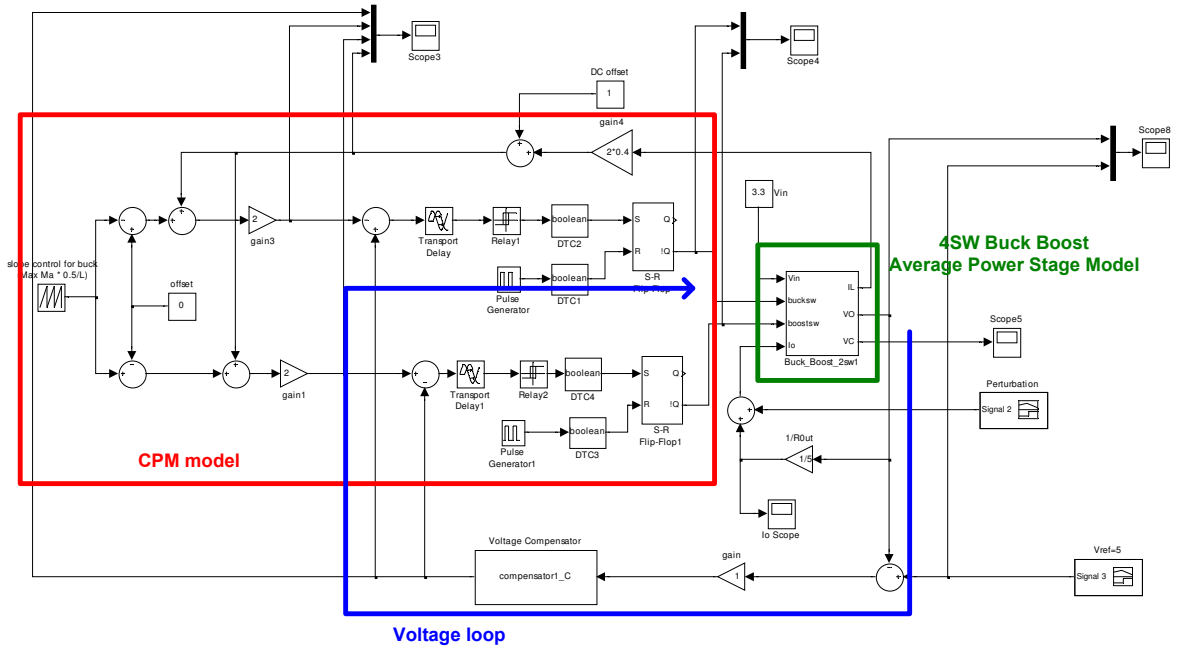 Scope3
Scope4
DC offset
1
gain4
2*0.4
Scope8
3.3
Vin
4SW Buck Boost
Average Power Stage Model
slope control for buck
(Max Ma * 0.5/L)
offset
0
2
gain3
Transport
Delay
Relay1
boolean
DTC2
S
Q
R
!Q
S-R
Flip-Flop
Pulse
Generator
boolean
DTC1
Vin
bucksw
boostsw
Io
IL
VO
VC
Buck_Boost_2sw1
Scope5
2
gain1
Transport
Delay1
Relay2
boolean
DTC4
S
Q
R
!Q
S-R
Flip-Flop1
Pulse
Generator1
boolean
DTC3
Perturbation
Signal 2
1/R0ut
1/5
Io Scope
CPM model
Voltage Compensator
compensator1_C
gain
1
Vref=5
Signal 3
Voltage loop